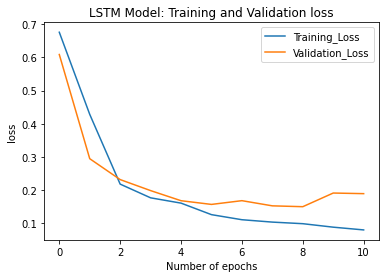 LSTM Model: Training and Validation loss
Training_Loss
Validation_Loss
loss
0.7
0.6
0.5
0.4
0.3
0.2
0.1
0 2 4 6 8 10
Number of epochs